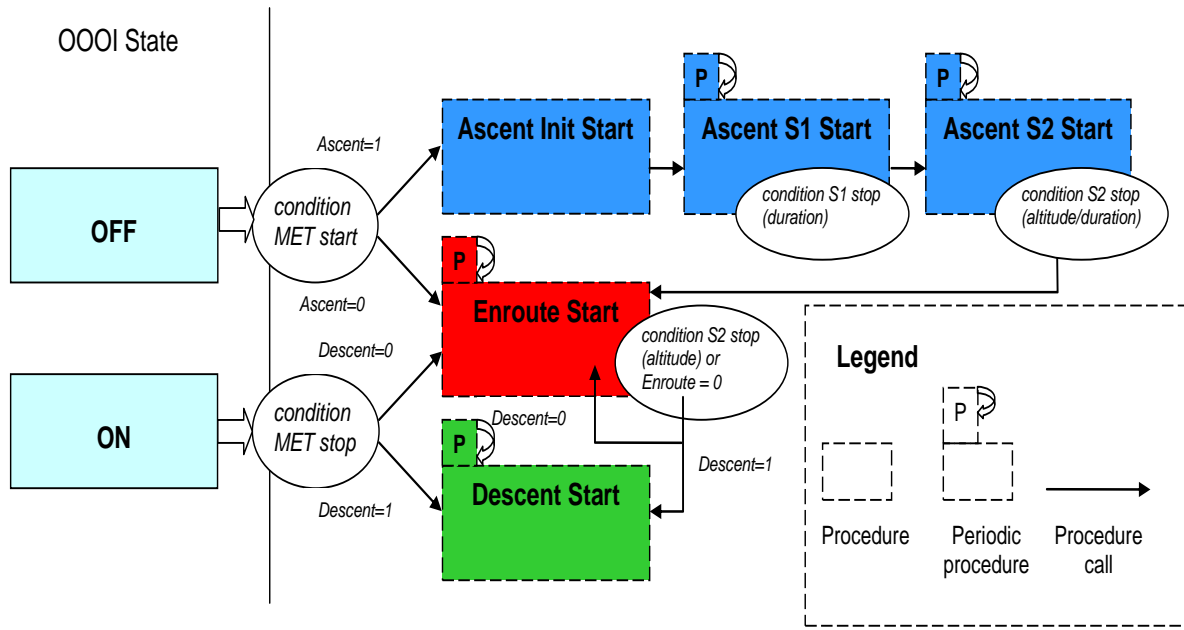 OOOI State
OFF
condition
MET start
Ascent=1
Ascent=0
Ascent Init Start
P
Ascent S1 Start
condition S1 stop
(duration)
P
Ascent S2 Start
condition S2 stop
(altitude/duration)
P
Enroute Start
condition S2 stop
(altitude) or
Enroute = 0
ON
condition
MET stop
Descent=0
Descent=1
Descent=0
Descent=1
P
Descent Start
Legend
P
Procedure
Periodic
procedure
Procedure
call